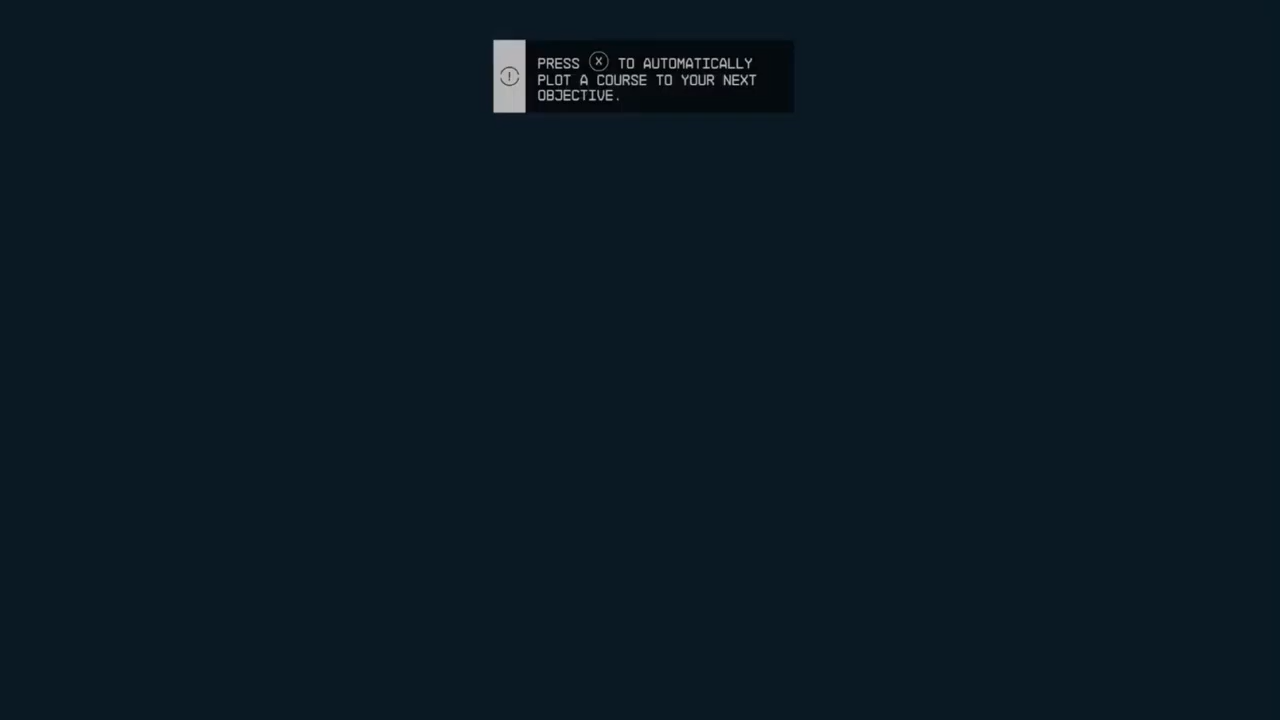 PRESS X TO AUTOMATICALLY
PLOT A COURSE TO YOUR NEXT
OBJECTIVE.